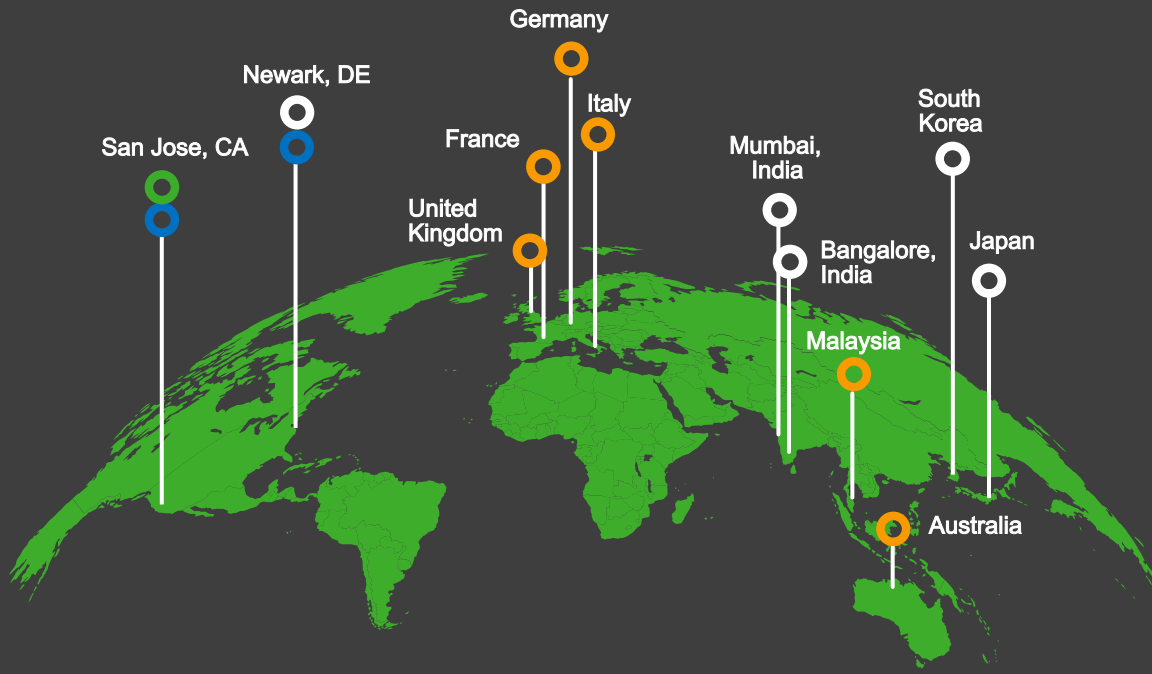 Germany
Newark, DE
Italy
South
Korea
France
San Jose, CA
Mumbai,
India
United
Kingdom
Japan
Bangalore,
India
Malaysia
Australia